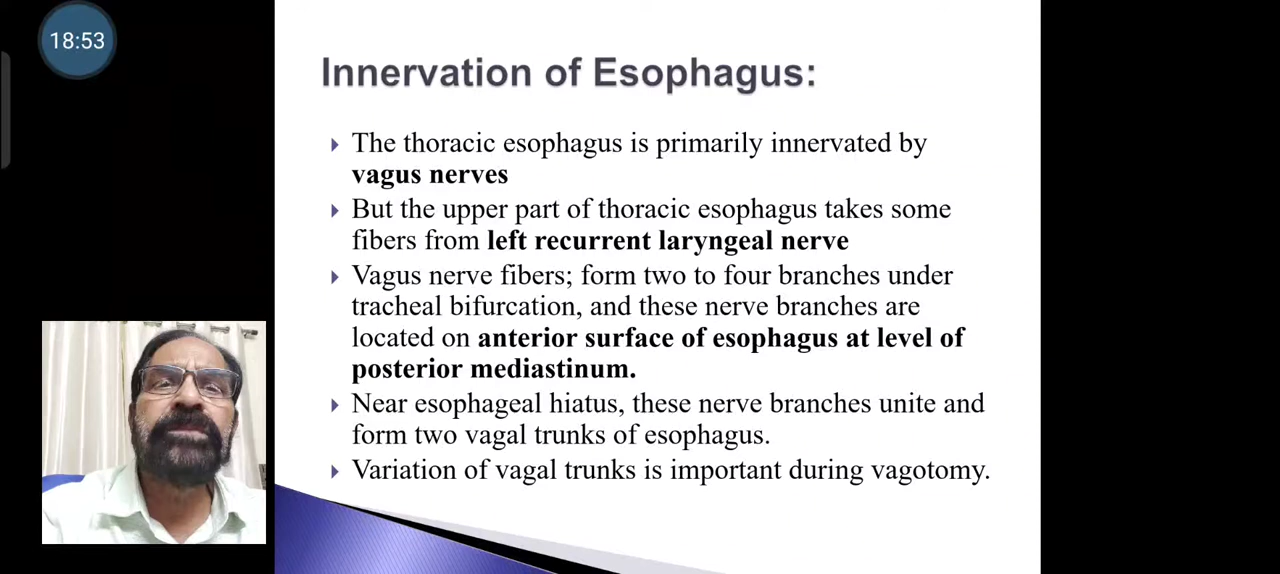 18:53
Innervation of Esophagus:
The thoracic esophagus is primarily innervated by
vagus nerves
But the upper part of thoracic esophagus takes some
fibers from left recurrent laryngeal nerve
Vagus nerve fibers; form two to four branches under
tracheal bifurcation, and these nerve branches are
located on anterior surface of esophagus at level of
posterior mediastinum.
Near esophageal hiatus, these nerve branches unite and
form two vagal trunks of esophagus.
Variation of vagal trunks is important during vagotomy.